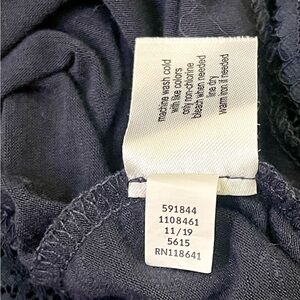 machine wash cold
with like colors
only non-chlorine
bleach when needed
line dry
warm iron if needed
591844
1108461
11/19
5615
RN118641